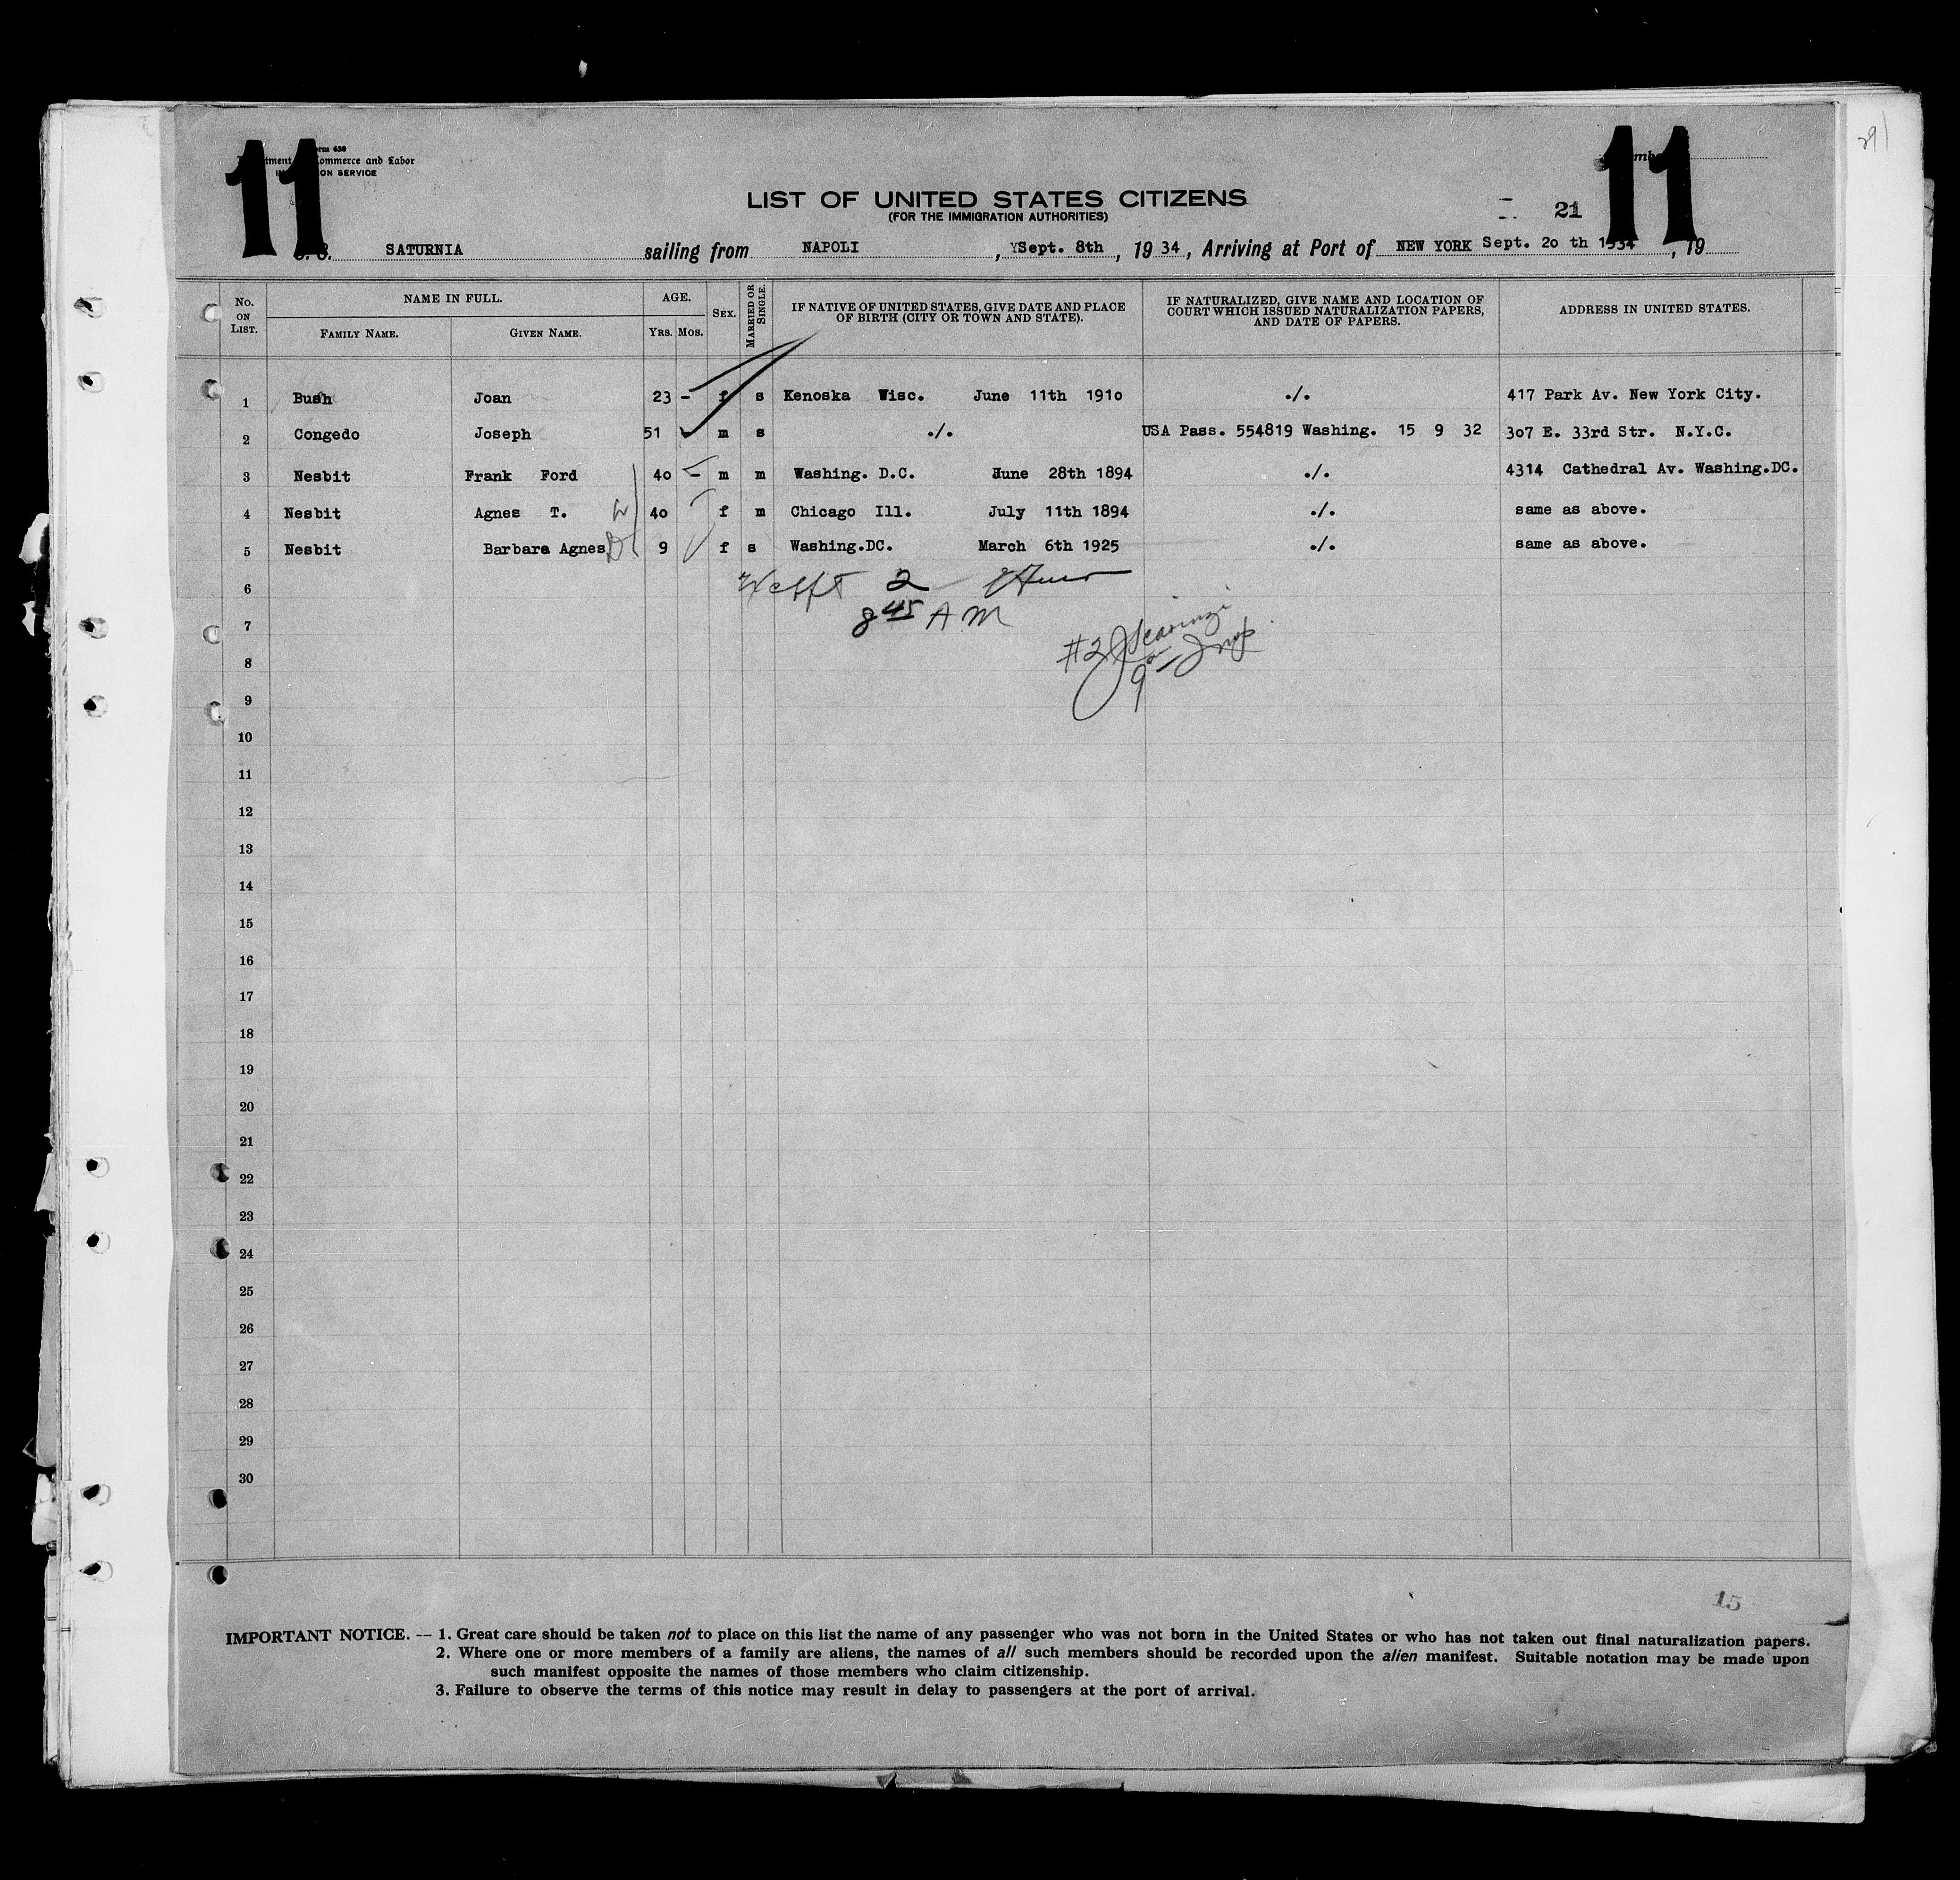 11 11
Form 630
Commerce and Labor
SERVICE
LIST OF UNITED STATES CITIZENS
(FOR THE IMMIGRATION AUTHORITIES)
21
S. S. SATURNIA sailing from NAPOLI, Sept. 8th, 19 34, Arriving at Port of NEW YORK Sept. 20 th 1934, 19
No. ON LIST. NAME IN FULL. FAMILY NAME. GIVEN NAME. AGE. YRS. MOS. SEX. MARRIED OR SINGLE. IF NATIVE OF UNITED STATES, GIVE DATE AND PLACE OF BIRTH (CITY OR TOWN AND STATE). IF NATURALIZED, GIVE NAME AND LOCATION OF COURT WHICH ISSUED NATURALIZATION PAPERS, AND DATE OF PAPERS. ADDRESS IN UNITED STATES.
1 Bush Joan 23 - f s Kenoska Wisc. June 11th 1910 ./. 417 Park Av. New York City.
2 Congedo Joseph 51 m s ./. USA Pass. 554819 Washing. 15 9 32 307 E. 33rd Str. N.Y.C.
3 Nesbit Frank Ford 40 - m m Washing. D.C. June 28th 1894 ./. 4314 Cathedral Av. Washing.DC.
4 Nesbit Agnes T. W 40 f m Chicago Ill. July 11th 1894 ./. same as above.
5 Nesbit Barbara Agnes D 9 f s Washing.DC. March 6th 1925 ./. same as above.
6 2
7 8 45 A M
#2
8
9
10
11
12
13
14
15
16
17
18
19
20
21
22
23
24
25
26
27
28
29
30
15
IMPORTANT NOTICE. -- 1. Great care should be taken not to place on this list the name of any passenger who was not born in the United States or who has not taken out final naturalization papers.
2. Where one or more members of a family are aliens, the names of all such members should be recorded upon the alien manifest. Suitable notation may be made upon
such manifest opposite the names of those members who claim citizenship.
3. Failure to observe the terms of this notice may result in delay to passengers at the port of arrival.